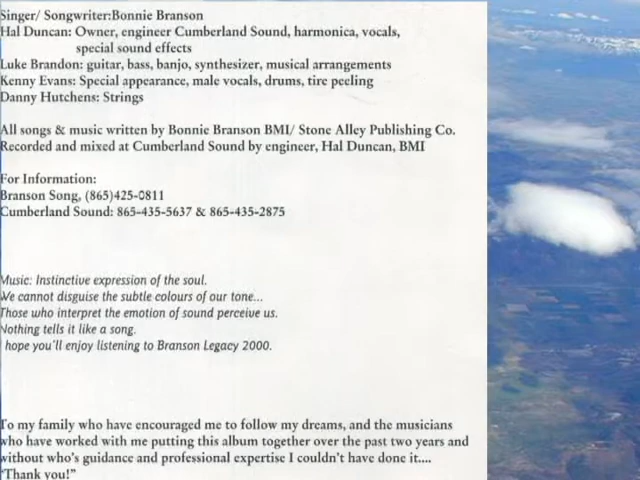 Singer/ Songwriter:Bonnie Branson
Hal Duncan: Owner, engineer Cumberland Sound, harmonica, vocals,
special sound effects
Luke Brandon: guitar, bass, banjo, synthesizer, musical arrangements
Kenny Evans: Special appearance, male vocals, drums, tire peeling
Danny Hutchens: Strings
All songs & music written by Bonnie Branson BMI/ Stone Alley Publishing Co.
Recorded and mixed at Cumberland Sound by engineer, Hal Duncan, BMI
For Information:
Branson Song, (865)425-0811
Cumberland Sound: 865-435-5637 & 865-435-2875
Music: Instinctive expression of the soul.
We cannot disguise the subtle colours of our tone...
Those who interpret the emotion of sound perceive us.
Nothing tells it like a song.
hope you'll enjoy listening to Branson Legacy 2000.
To my family who have encouraged me to follow my dreams, and the musicians
who have worked with me putting this album together over the past two years and
without who's guidance and professional expertise I couldn't have done it....
"Thank you!"